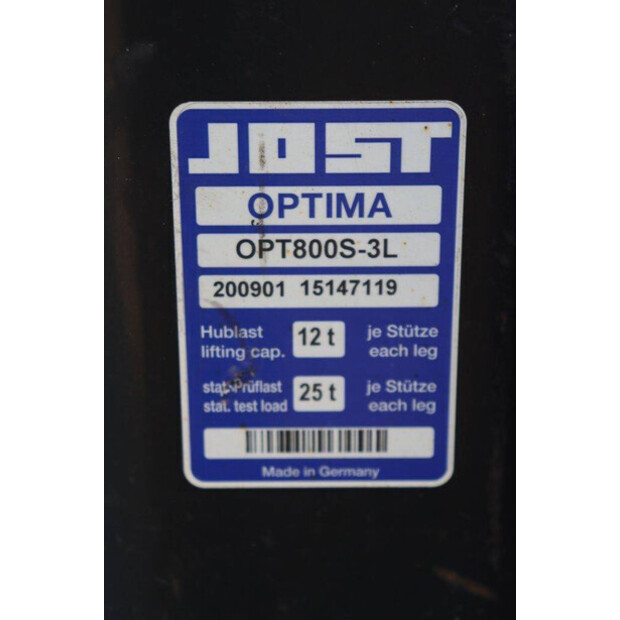 JOST
OPTIMA
OPT800S-3L
200901 15147119
Hublast 12 t je Stütze
lifting cap. each leg
stat. Prüflast 25 t je Stütze
stat. test load each leg
Made in Germany